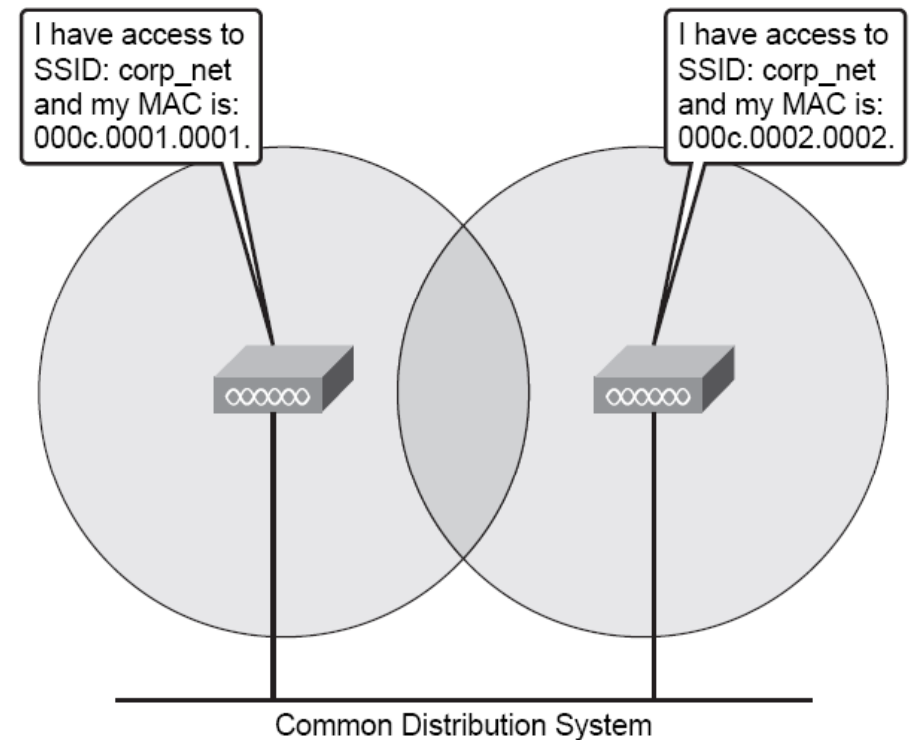 I have access to
SSID: corp_net
and my MAC is:
000c.0001.0001.
I have access to
SSID: corp_net
and my MAC is:
000c.0002.0002.
Common Distribution System